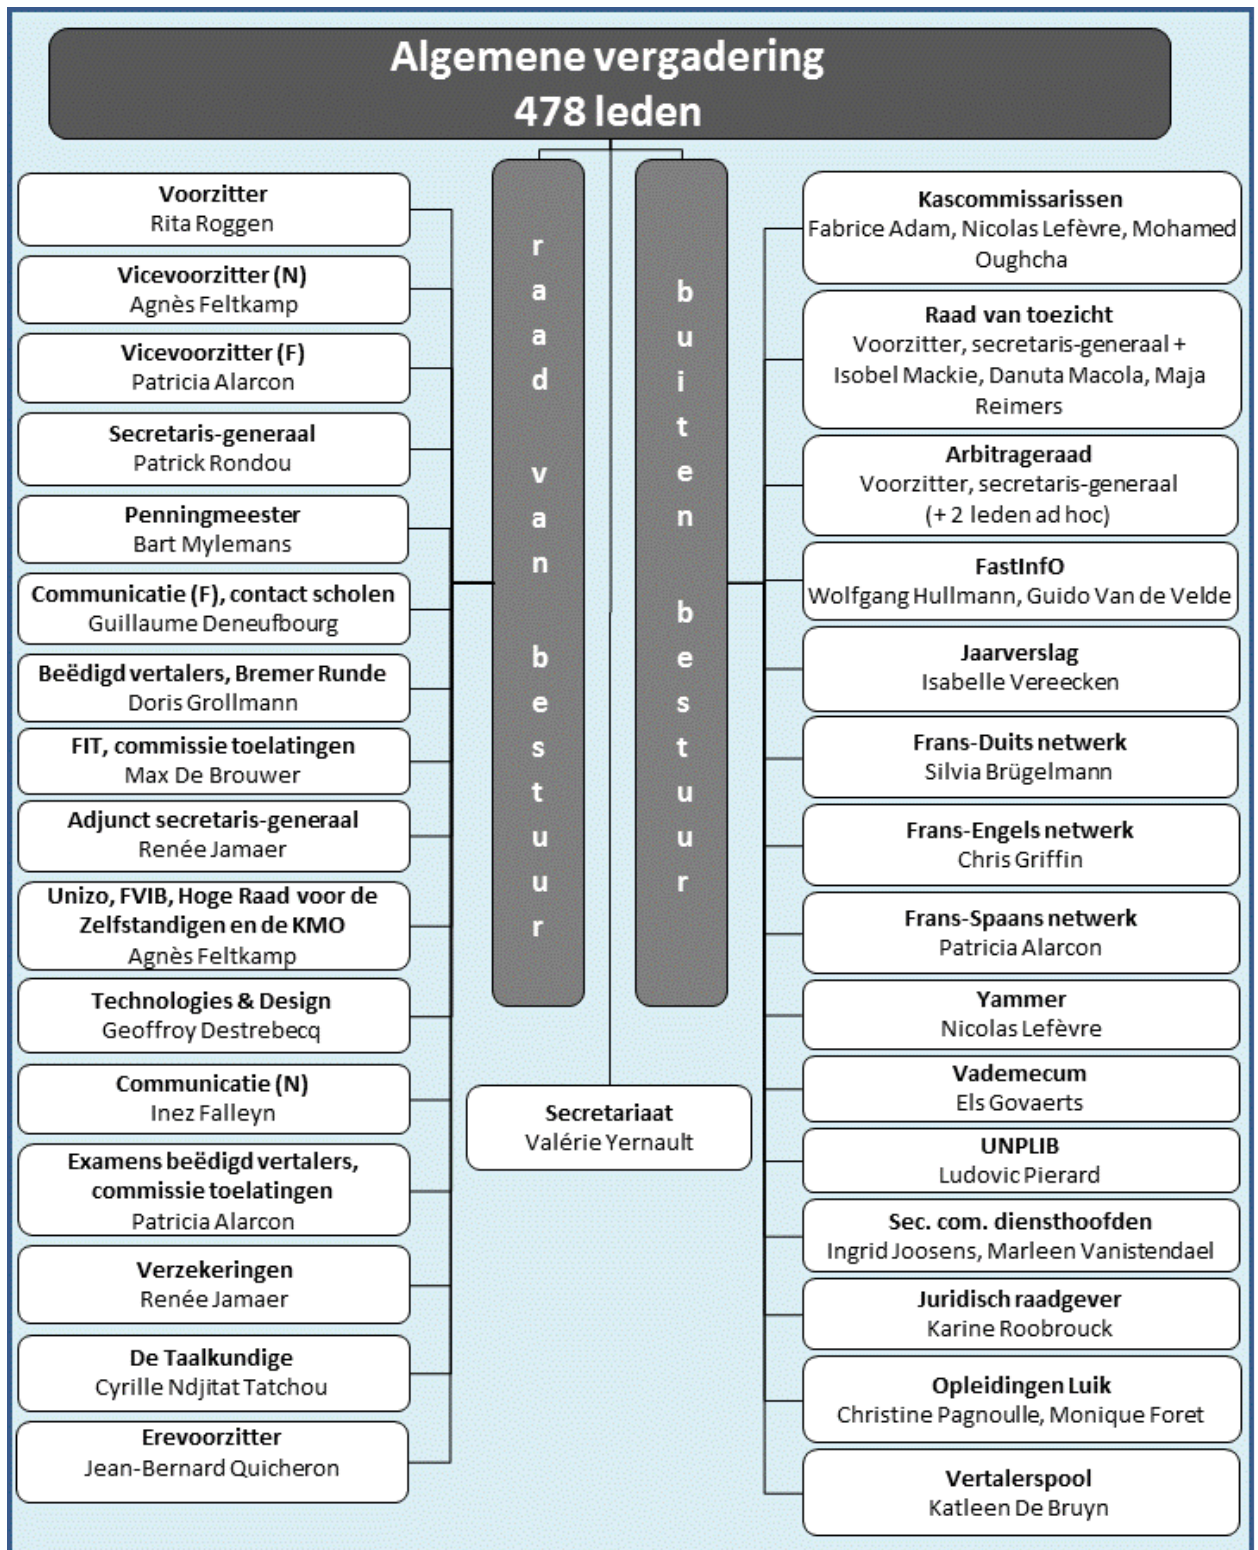 Algemene vergadering
478 leden
Voorzitter
Rita Roggen
Vicevoorzitter (N)
Agnès Feltkamp
Vicevoorzitter (F)
Patricia Alarcon
Secretaris-generaal
Patrick Rondou
Penningmeester
Bart Mylemans
Communicatie (F), contact scholen
Guillaume Deneufbourg
Beëdigd vertalers, Bremer Runde
Doris Grollmann
FIT, commissie toelatingen
Max De Brouwer
Adjunct secretaris-generaal
Renée Jamaer
Unizo, FVIB, Hoge Raad voor de
Zelfstandigen en de KMO
Agnès Feltkamp
Technologies & Design
Geoffroy Destrebecq
Communicatie (N)
Inez Falleyn
Examens beëdigd vertalers,
commissie toelatingen
Patricia Alarcon
Verzekeringen
Renée Jamaer
De Taalkundige
Cyrille Ndjitat Tatchou
Erevoorzitter
Jean-Bernard Quicheron
raad van bestuur
buiten bestuur
Secretariaat
Valérie Yernault
Kascommissarissen
Fabrice Adam, Nicolas Lefèvre, Mohamed
Oughcha
Raad van toezicht
Voorzitter, secretaris-generaal +
Isobel Mackie, Danuta Macola, Maja
Reimers
Arbitrageraad
Voorzitter, secretaris-generaal
(+ 2 leden ad hoc)
FastInfO
Wolfgang Hullmann, Guido Van de Velde
Jaarverslag
Isabelle Vereecken
Frans-Duits netwerk
Silvia Brügelmann
Frans-Engels netwerk
Chris Griffin
Frans-Spaans netwerk
Patricia Alarcon
Yammer
Nicolas Lefèvre
Vademecum
Els Govaerts
UNPLIB
Ludovic Pierard
Sec. com. diensthoofden
Ingrid Joosens, Marleen Vanistendael
Juridisch raadgever
Karine Roobrouck
Opleidingen Luik
Christine Pagnoulle, Monique Foret
Vertalerspool
Katleen De Bruyn